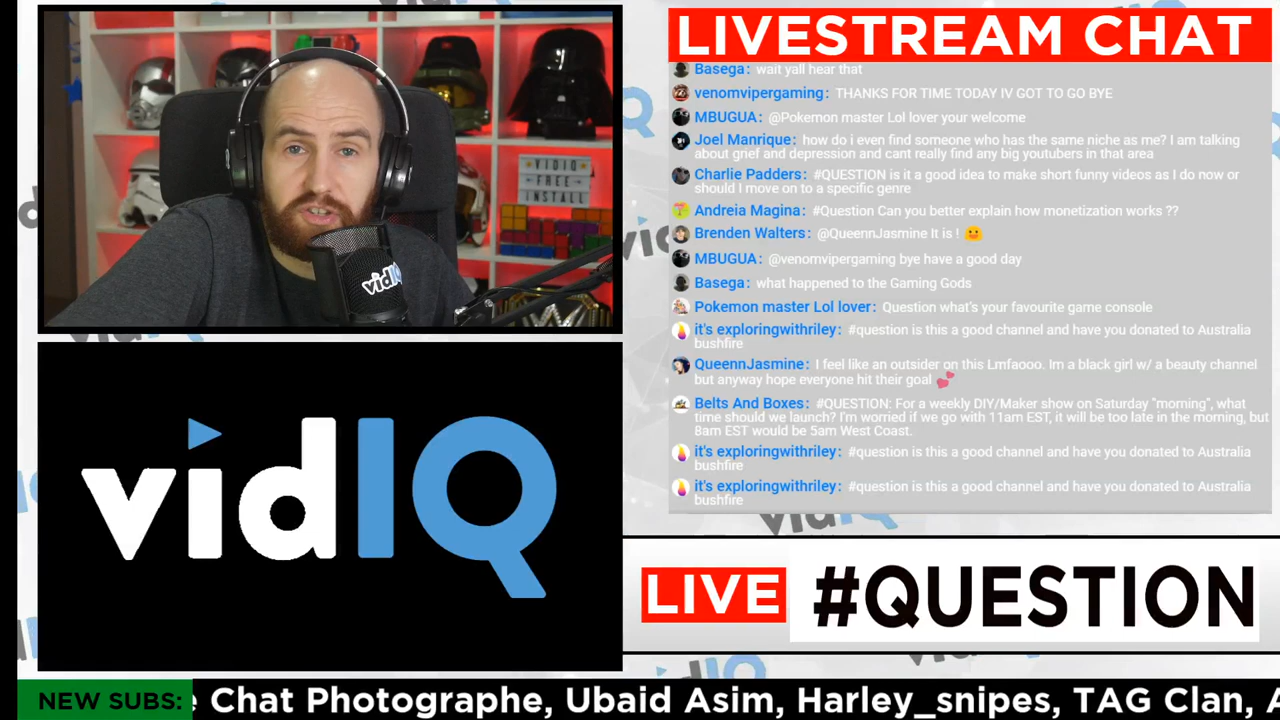 LIVESTREAM CHAT
Basega: wait yall hear that
venomvipergaming: THANKS FOR TIME TODAY IV GOT TO GO BYE
MBUGUA: @Pokemon master Lol lover your welcome
Joel Manrique: how do i even find someone who has the same niche as me? I am talking
about grief and depression and cant really find any big youtubers in that area
Charlie Padders: #QUESTION is it a good idea to make short funny videos as I do now or
should I move on to a specific genre
Andreia Magina: #Question Can you better explain how monetization works ??
Brenden Walters: @QueennJasmine It is ! 
MBUGUA: @venomvipergaming bye have a good day
Basega: what happened to the Gaming Gods
Pokemon master Lol lover: Question what's your favourite game console
it's exploringwithriley: #question is this a good channel and have you donated to Australia
bushfire
QueennJasmine: I feel like an outsider on this Lmfaooo. Im a black girl w/ a beauty channel
but anyway hope everyone hit their goal 💕
Belts And Boxes: #QUESTION: For a weekly DIY/Maker show on Saturday "morning", what
time should we launch? I'm worried if we go with 11am EST, it will be too late in the morning, but
8am EST would be 5am West Coast.
it's exploringwithriley: #question is this a good channel and have you donated to Australia
bushfire
it's exploringwithriley: #question is this a good channel and have you donated to Australia
bushfire
VIDIQ
FREE
INSTALL
vidIQ
vidIQ
LIVE #QUESTION
NEW SUBS: e Chat Photographe, Ubaid Asim, Harley_snipes, TAG Clan, A